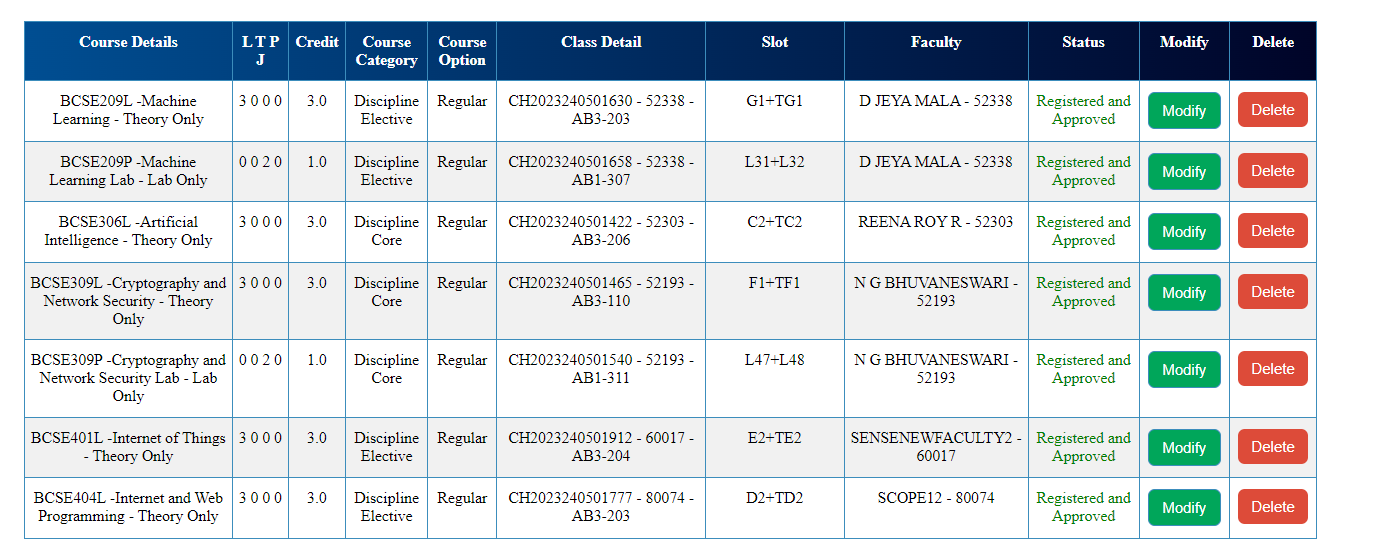 Course Details L T P J Credit Course Category Course Option Class Detail Slot Faculty Status Modify Delete
BCSE209L -Machine Learning - Theory Only 3 0 0 0 3.0 Discipline Elective Regular CH2023240501630 - 52338 - AB3-203 G1+TG1 D JEYA MALA - 52338 Registered and Approved Modify Delete
BCSE209P -Machine Learning Lab - Lab Only 0 0 2 0 1.0 Discipline Elective Regular CH2023240501658 - 52338 - AB1-307 L31+L32 D JEYA MALA - 52338 Registered and Approved Modify Delete
BCSE306L -Artificial Intelligence - Theory Only 3 0 0 0 3.0 Discipline Core Regular CH2023240501422 - 52303 - AB3-206 C2+TC2 REENA ROY R - 52303 Registered and Approved Modify Delete
BCSE309L -Cryptography and Network Security - Theory Only 3 0 0 0 3.0 Discipline Core Regular CH2023240501465 - 52193 - AB3-110 F1+TF1 N G BHUVANESWARI - 52193 Registered and Approved Modify Delete
BCSE309P -Cryptography and Network Security Lab - Lab Only 0 0 2 0 1.0 Discipline Core Regular CH2023240501540 - 52193 - AB1-311 L47+L48 N G BHUVANESWARI - 52193 Registered and Approved Modify Delete
BCSE401L -Internet of Things - Theory Only 3 0 0 0 3.0 Discipline Elective Regular CH2023240501912 - 60017 - AB3-204 E2+TE2 SENSENEWFACULTY2 - 60017 Registered and Approved Modify Delete
BCSE404L -Internet and Web Programming - Theory Only 3 0 0 0 3.0 Discipline Elective Regular CH2023240501777 - 80074 - AB3-203 D2+TD2 SCOPE12 - 80074 Registered and Approved Modify Delete